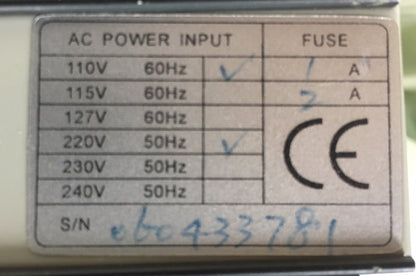 AC POWER INPUT FUSE
110V 60Hz ✓ 1 A
115V 60Hz 2 A
127V 60Hz
220V 50Hz ✓
230V 50Hz
240V 50Hz
CE
S/N 060433781